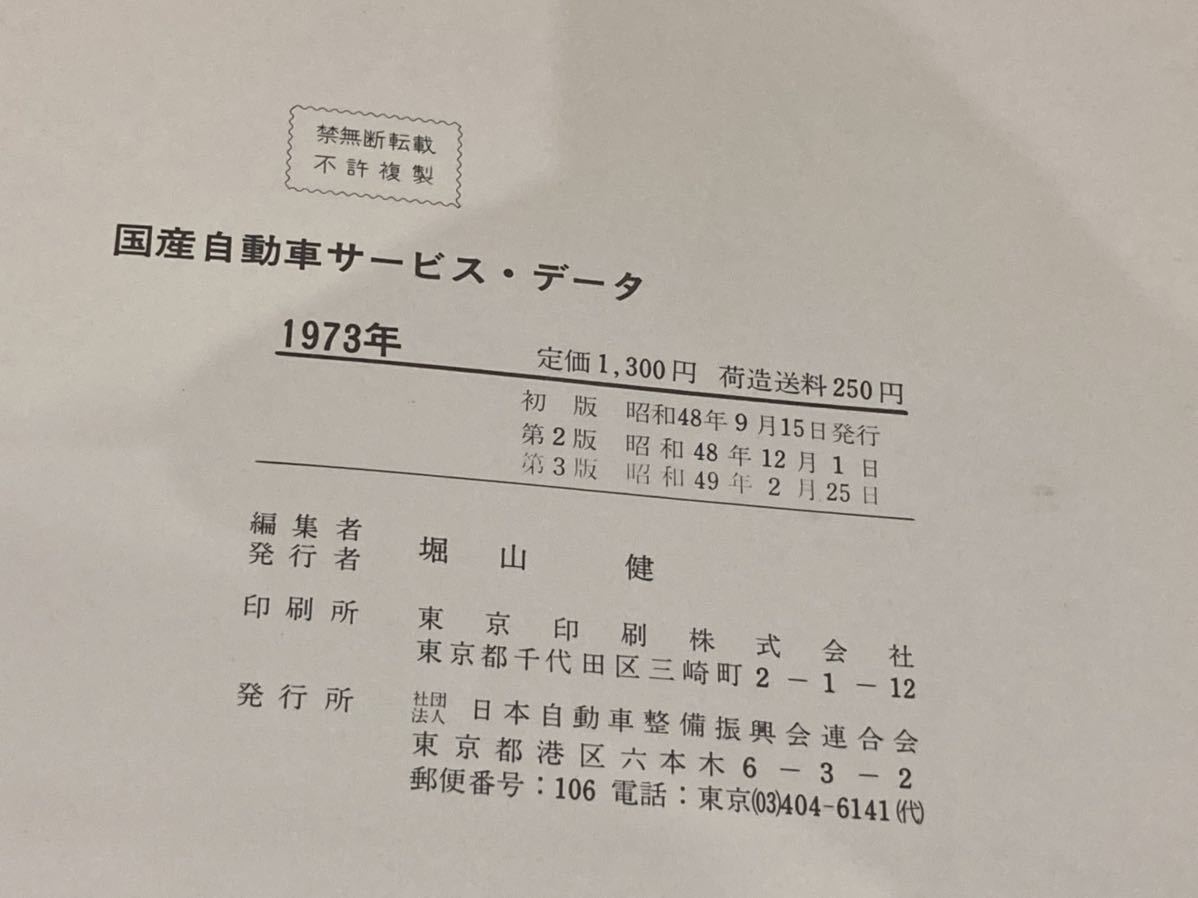 禁無断転載
不許複製
国産自動車サービス・データ
1973年 定価1,300円 荷造送料250円
初版 昭和48年9月15日発行
第2版 昭和48年12月1日
第3版 昭和49年2月25日
編集者
発行者 堀山 健
印刷所 東京印刷株式会社
東京都千代田区三崎町2-1-12
発行所 社団法人 日本自動車整備振興会連合会
東京都港区六本木6-3-2
郵便番号:106 電話:東京(03)404-6141(代)